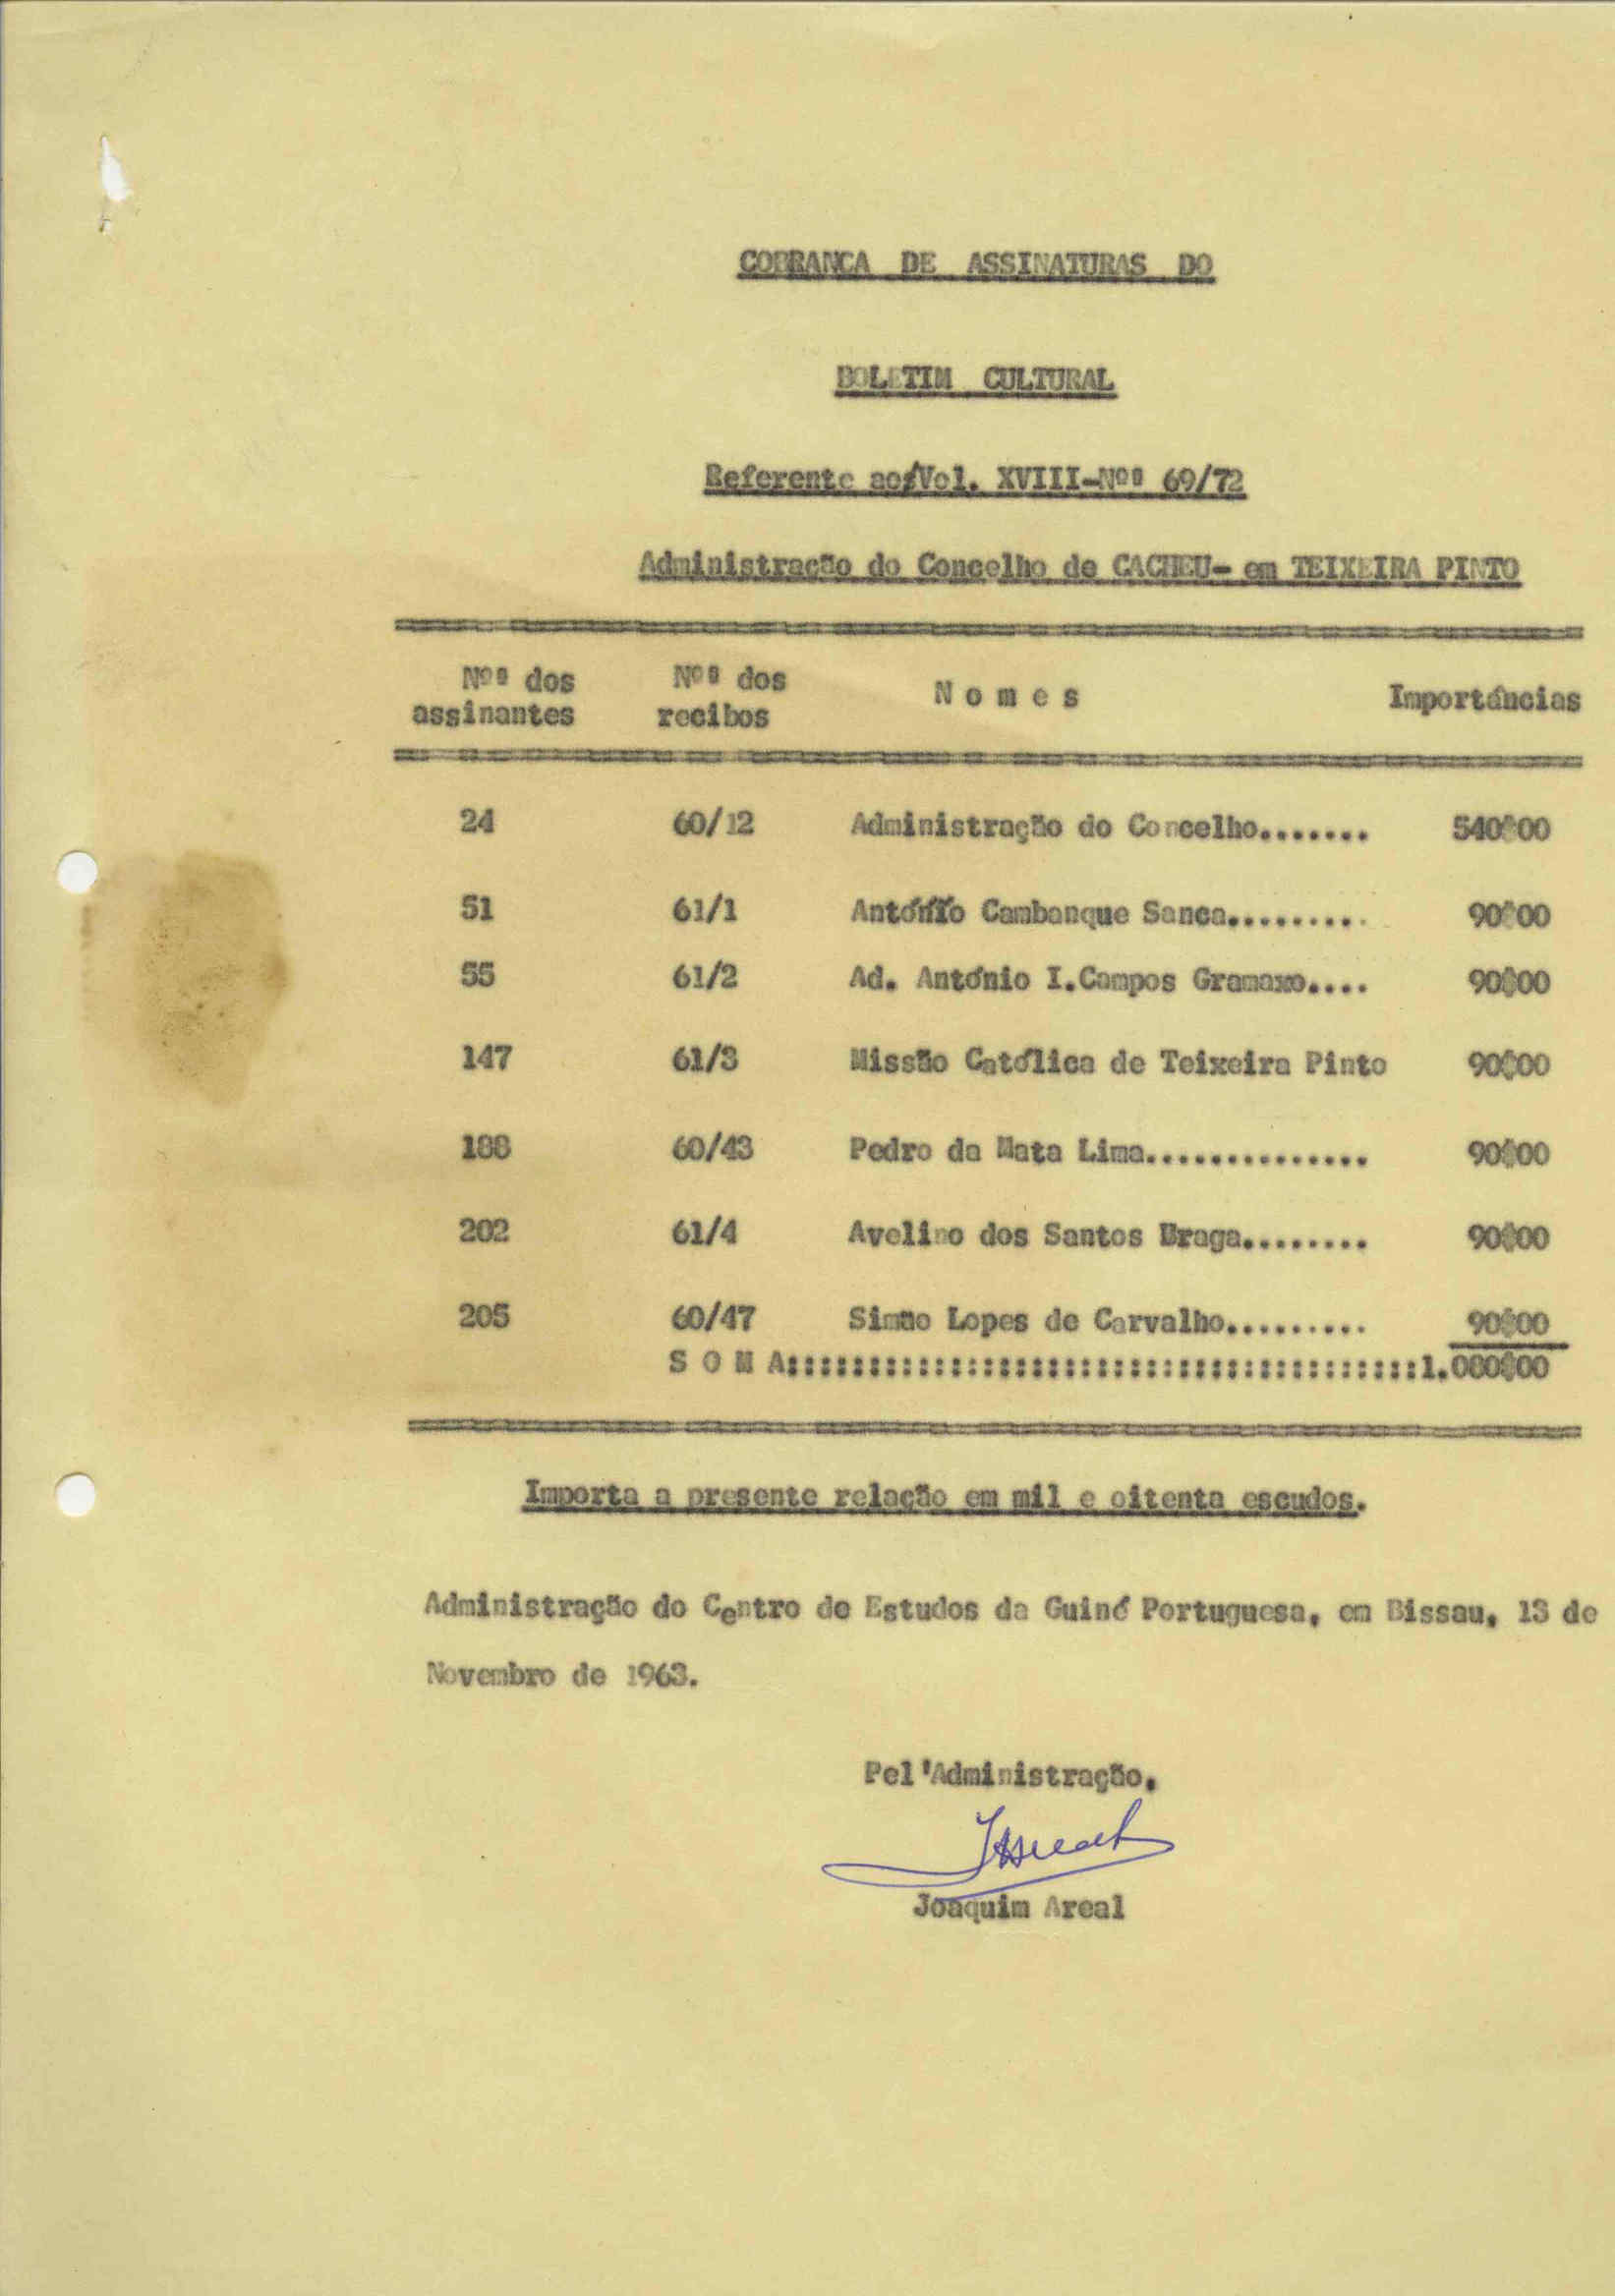 COBRANÇA DE ASSINATURAS DO
BOLETIM CULTURAL
Referente ao Vol. XVIII-Nºs 69/72
Administração do Concelho de CACHEU- em TEIXEIRA PINTO
Nºs dos assinantes Nºs dos recibos N o m e s Importâncias
24 60/12 Administração do Concelho....... 540$00
51 61/1 António Cambanque Sanca......... 90$00
55 61/2 Ad. António I.Campos Gramaxo.... 90$00
147 61/3 Missão Católica de Teixeira Pinto 90$00
188 60/43 Pedro da Mata Lima.............. 90$00
202 61/4 Avelino dos Santos Braga........ 90$00
205 60/47 Simão Lopes de Carvalho......... 90$00
S O M A:::::::::::::::::::::::::::::::::::::::1.080$00
Importa a presente relação em mil e oitenta escudos.
Administração do Centro de Estudos da Guiné Portuguesa, em Bissau, 13 de
Novembro de 1963.
Pel'Administração,
JAreal
Joaquim Areal